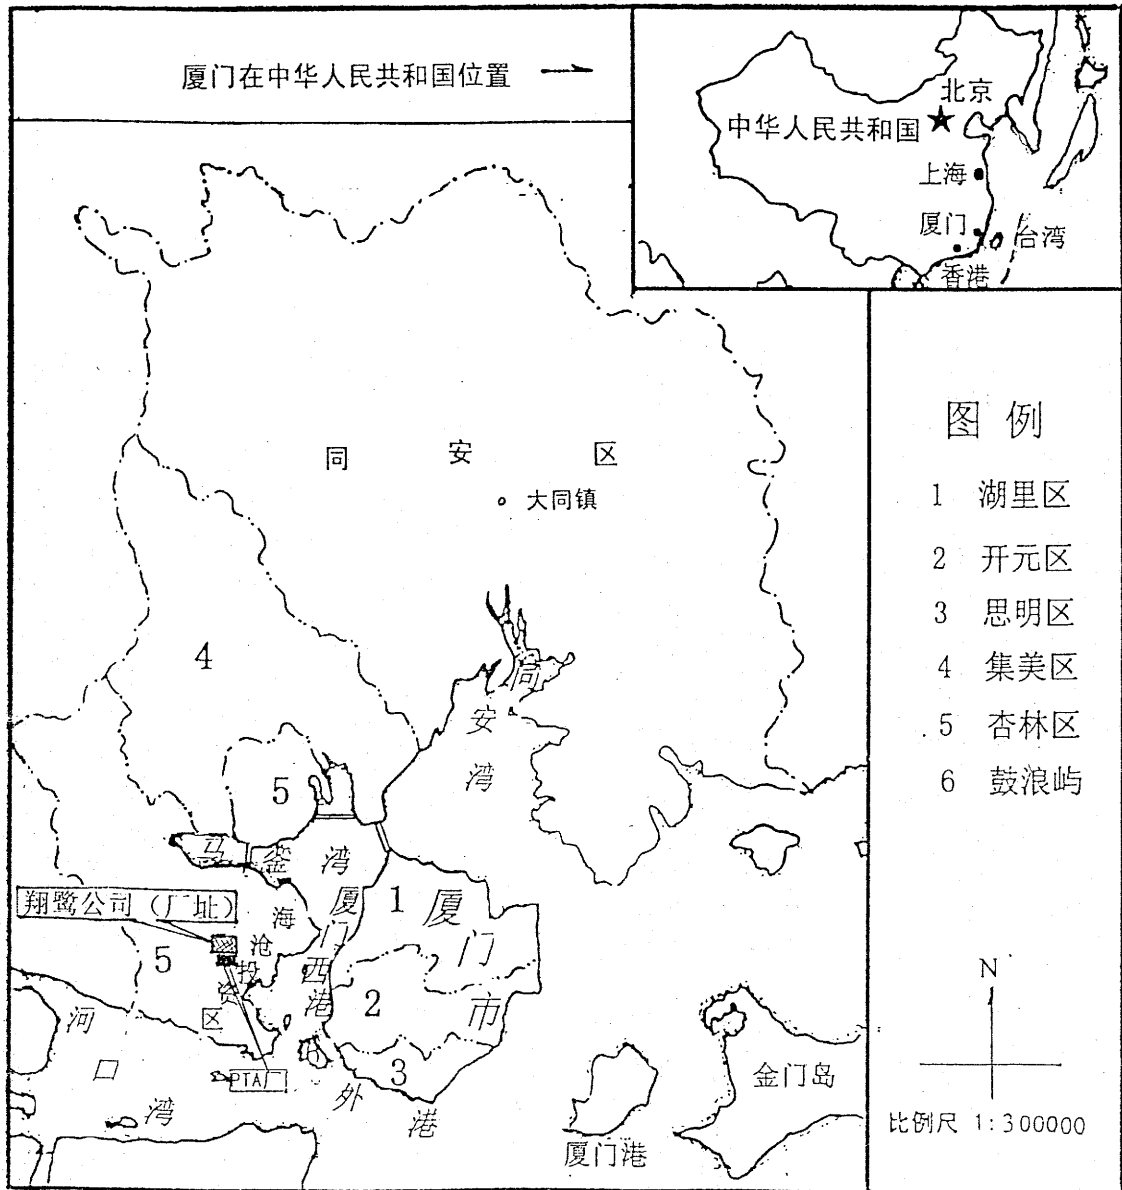 厦门在中华人民共和国位置
北京
中华人民共和国
上海
厦门
台湾
香港
同安区
大同镇
图例
1 湖里区
2 开元区
3 思明区
4 集美区
5 杏林区
6 鼓浪屿
4
同安湾
5
马銮湾
翔鹭公司(厂址)
海沧投资区
厦门西港
1
厦门市
5
2
河口湾
6
3
PTA厂
外港
厦门港
金门岛
N
比例尺 1:300000